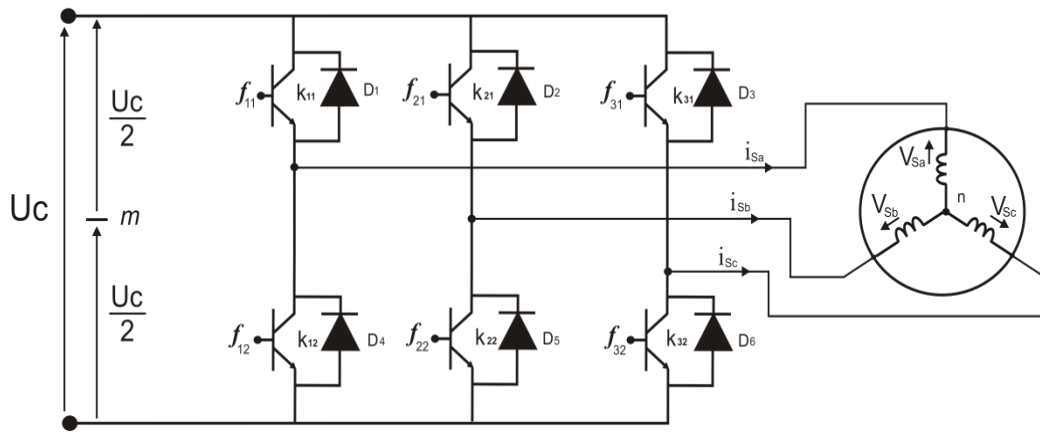 Uc
Uc
2
m
Uc
2
f11
k11
D1
f21
k21
D2
f31
k31
D3
iSa
iSb
iSc
VSa
VSb
n
VSc
f12
k12
D4
f22
k22
D5
f32
k32
D6